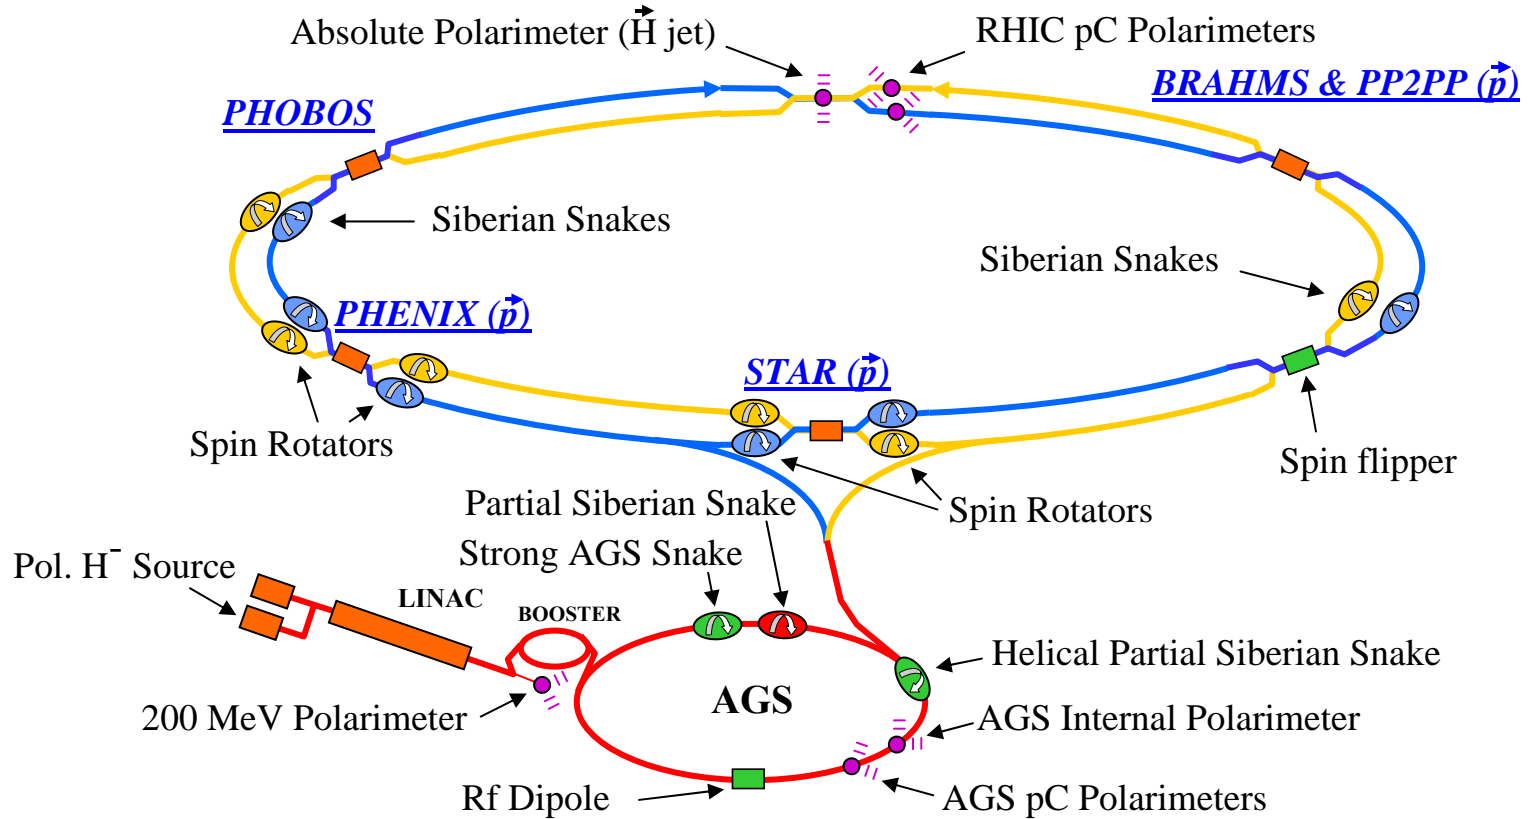 Absolute Polarimeter (H⃗ jet)
RHIC pC Polarimeters
BRAHMS & PP2PP (p⃗)
PHOBOS
Siberian Snakes
Siberian Snakes
PHENIX (p⃗)
STAR (p⃗)
Spin Rotators
Spin flipper
Partial Siberian Snake
Spin Rotators
Strong AGS Snake
Pol. H⁻ Source
LINAC
BOOSTER
Helical Partial Siberian Snake
AGS
200 MeV Polarimeter
AGS Internal Polarimeter
Rf Dipole
AGS pC Polarimeters